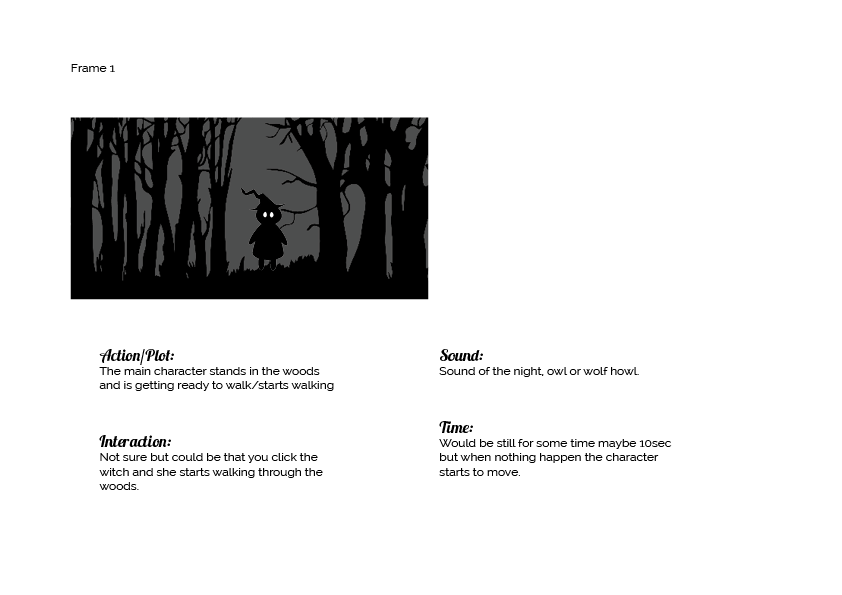 Frame 1
Action/Plot:
The main character stands in the woods
and is getting ready to walk/starts walking
Interaction:
Not sure but could be that you click the
witch and she starts walking through the
woods.
Sound:
Sound of the night, owl or wolf howl.
Time:
Would be still for some time maybe 10sec
but when nothing happen the character
starts to move.